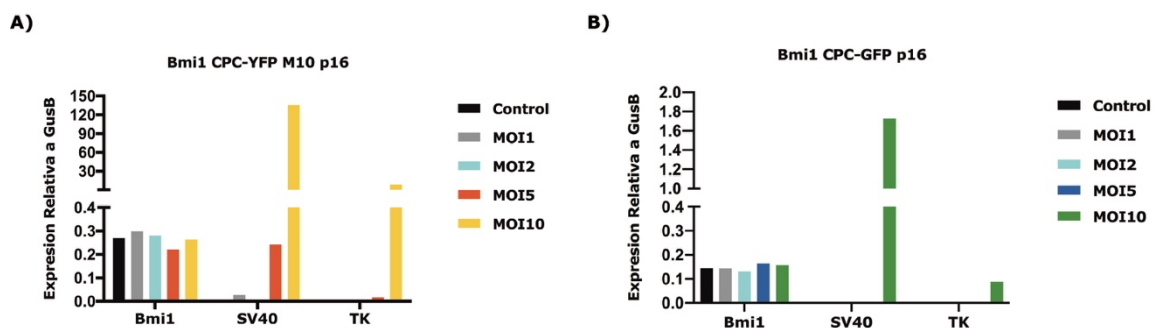 A)
Bmi1 CPC-YFP M10 p16
Expresion Relativa a GusB
150
120
90
60
30
0.4
0.3
0.2
0.1
0.0
Bmi1 SV40 TK
Control
MOI1
MOI2
MOI5
MOI10
B)
Bmi1 CPC-GFP p16
Expresion Relativa a GusB
2.0
1.8
1.6
1.4
1.2
1.0
0.4
0.3
0.2
0.1
0.0
Bmi1 SV40 TK
Control
MOI1
MOI2
MOI5
MOI10